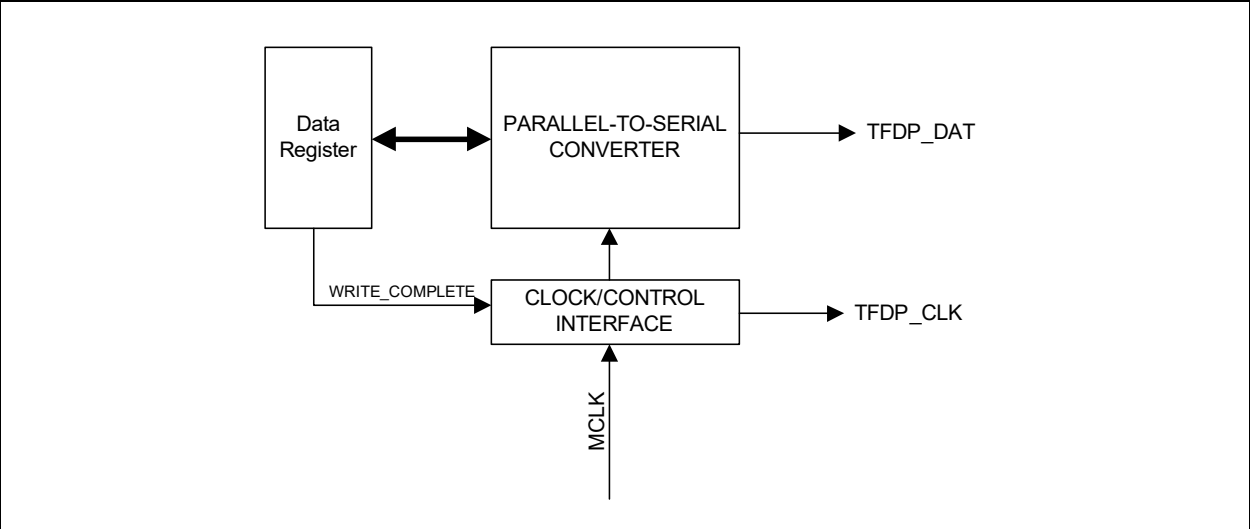 Data
Register
PARALLEL-TO-SERIAL
CONVERTER
TFDP_DAT
WRITE_COMPLETE
CLOCK/CONTROL
INTERFACE
TFDP_CLK
MCLK